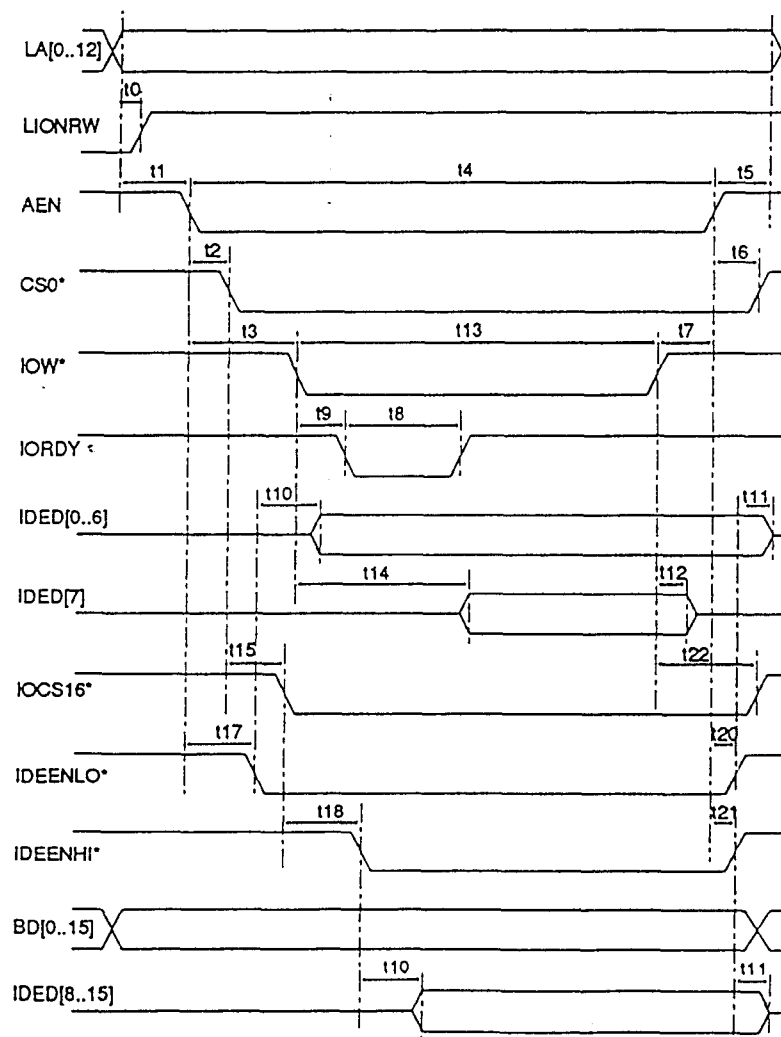 LA[0..12]
t0
LIONRW
t1 t4 t5
AEN
t2 t6
CS0*
t3 t13 t7
IOW*
t9 t8
IORDY
t10 t11
IDED[0..6]
t14 t12
IDED[7]
t15 t22
IOCS16*
t17 t20
IDEENLO*
t18 t21
IDEENHI*
BD[0..15]
t10 t11
IDED[8..15]